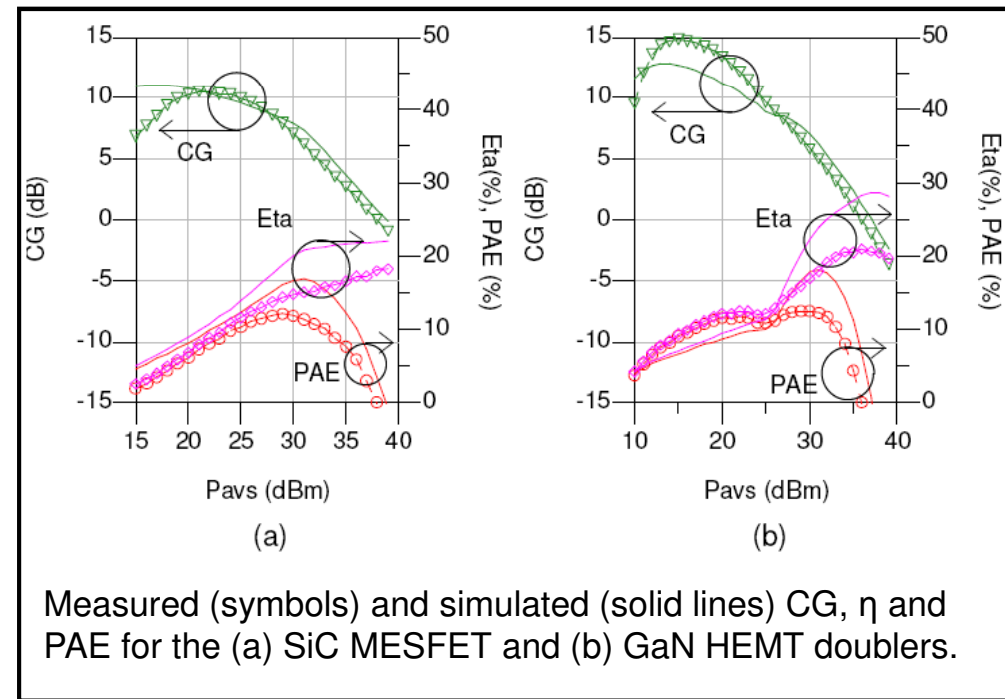 15
10
5
0
-5
-10
-15
50
40
30
20
10
0
CG (dB)
Eta(%), PAE (%)
CG
Eta
PAE
15 20 25 30 35 40
Pavs (dBm)
(a)
15
10
5
0
-5
-10
-15
50
40
30
20
10
0
CG (dB)
Eta(%), PAE (%)
CG
Eta
PAE
10 20 30 40
Pavs (dBm)
(b)
Measured (symbols) and simulated (solid lines) CG, η and
PAE for the (a) SiC MESFET and (b) GaN HEMT doublers.